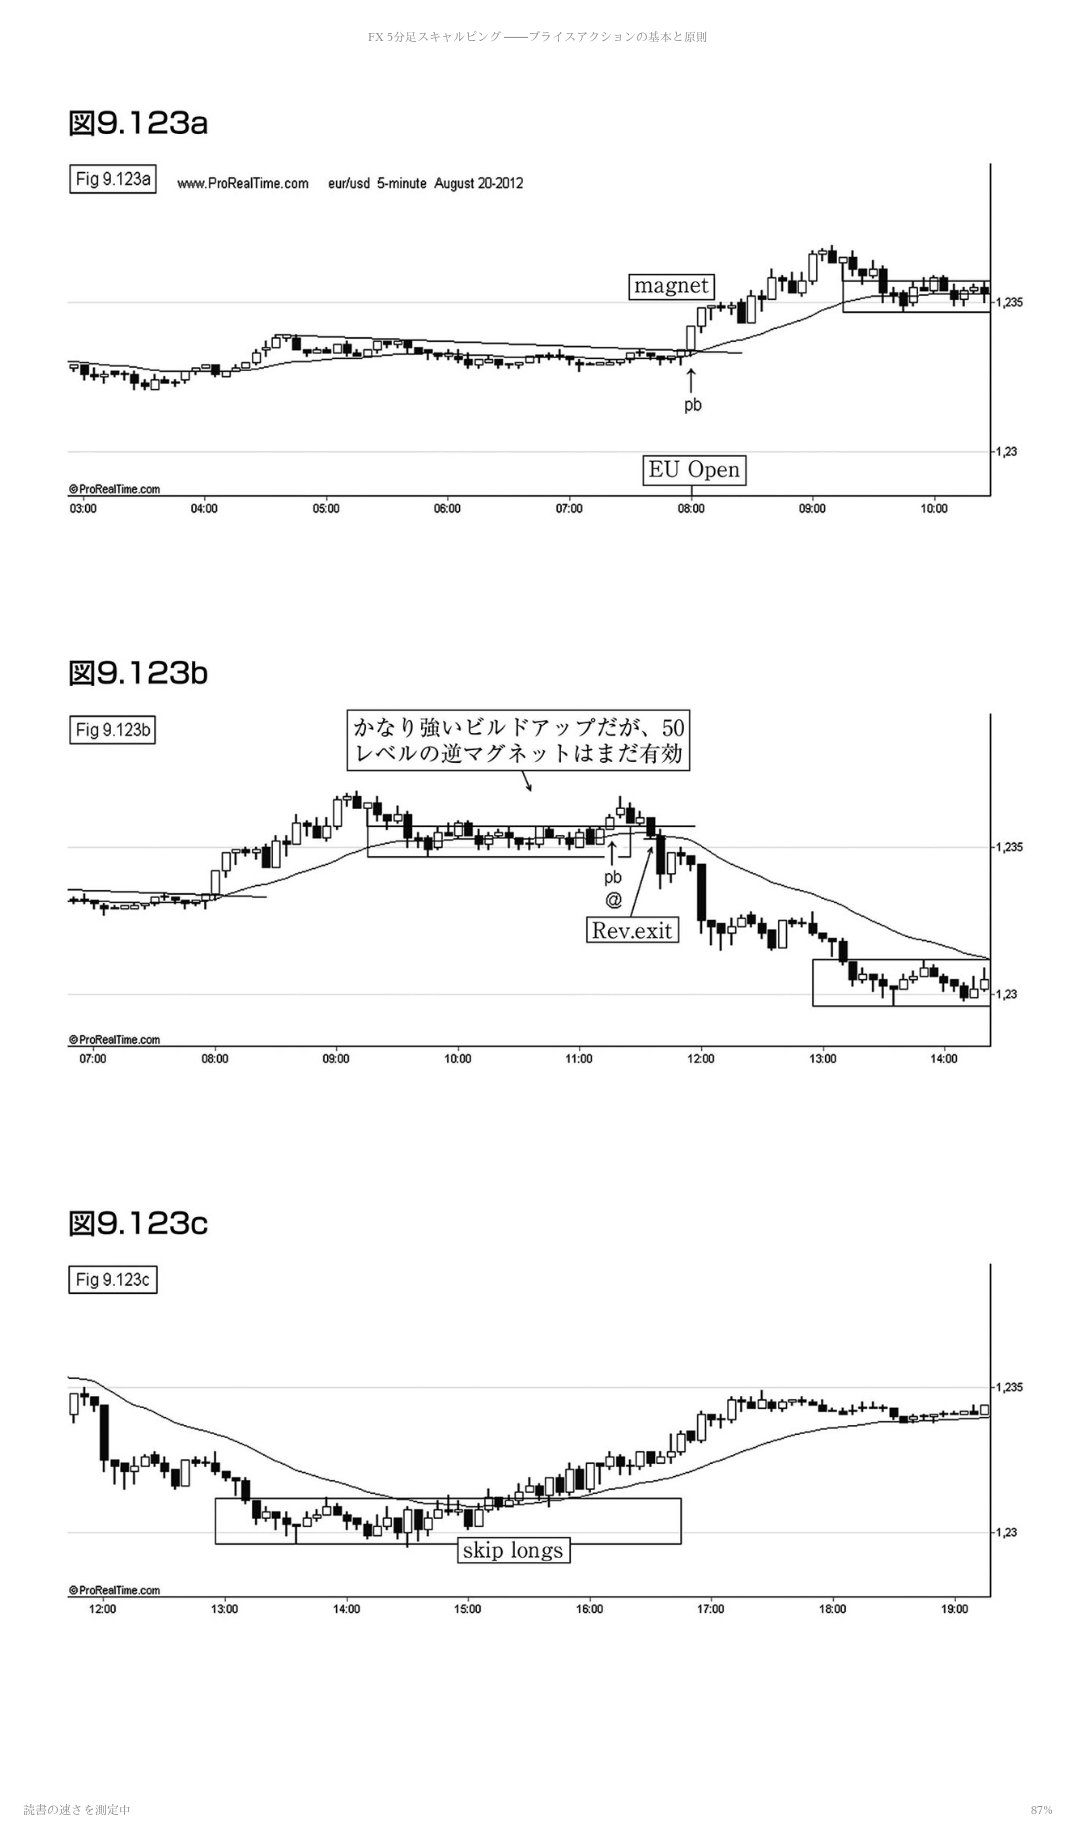 FX 5分足スキャルピング ――プライスアクションの基本と原則
図9.123a
Fig 9.123a
www.ProRealTime.com eur/usd 5-minute August 20-2012
magnet
1,235
pb
1,23
EU Open
©ProRealTime.com
03:00 04:00 05:00 06:00 07:00 08:00 09:00 10:00
図9.123b
Fig 9.123b
かなり強いビルドアップだが、50
レベルの逆マグネットはまだ有効
1,235
pb
@
Rev.exit
1,23
©ProRealTime.com
07:00 08:00 09:00 10:00 11:00 12:00 13:00 14:00
図9.123c
Fig 9.123c
1,235
1,23
skip longs
©ProRealTime.com
12:00 13:00 14:00 15:00 16:00 17:00 18:00 19:00
読書の速さを測定中 87%